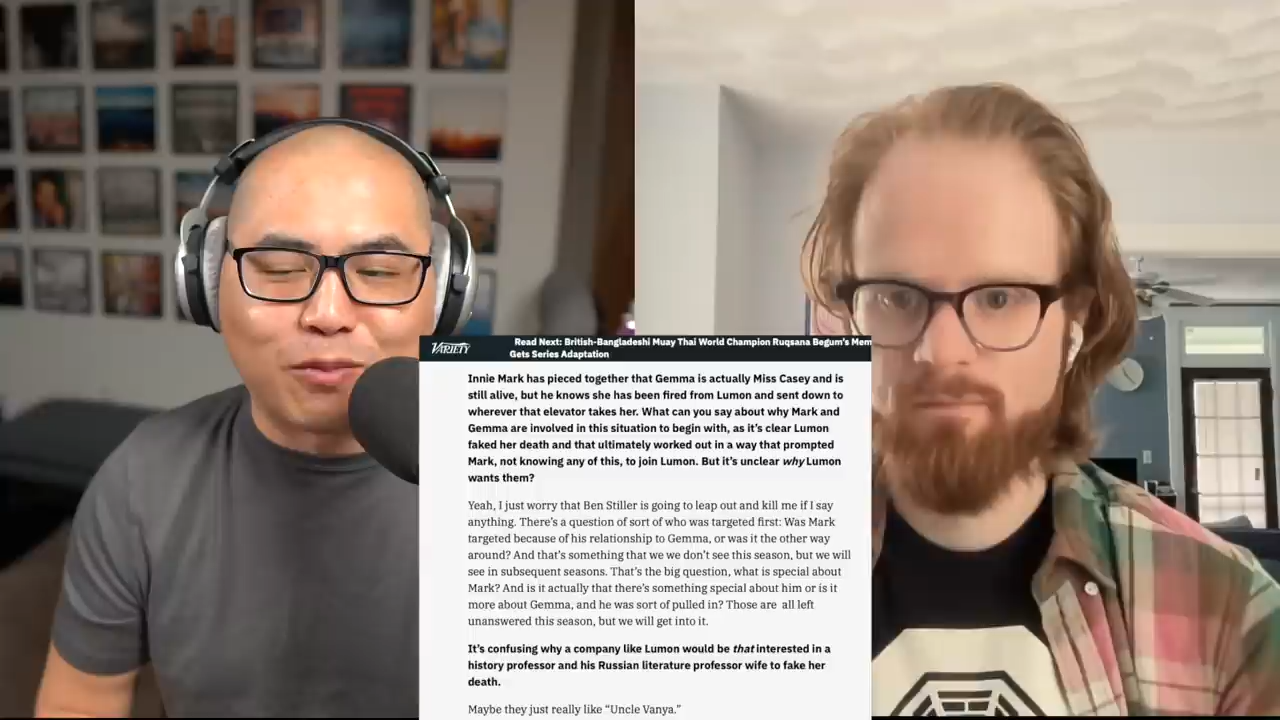 VARIETY
Read Next: British-Bangladeshi Muay Thai World Champion Ruqsana Begum's
Gets Series Adaptation
Innie Mark has pieced together that Gemma is actually Miss Casey and is
still alive, but he knows she has been fired from Lumon and sent down to
wherever that elevator takes her. What can you say about why Mark and
Gemma are involved in this situation to begin with, as it's clear Lumon
faked her death and that ultimately worked out in a way that prompted
Mark, not knowing any of this, to join Lumon. But it's unclear why Lumon
wants them?
Yeah, I just worry that Ben Stiller is going to leap out and kill me if I say
anything. There's a question of sort of who was targeted first: Was Mark
targeted because of his relationship to Gemma, or was it the other way
around? And that's something that we we don't see this season, but we will
see in subsequent seasons. That's the big question, what is special about
Mark? And is it actually that there's something special about him or is it
more about Gemma, and he was sort of pulled in? Those are all left
unanswered this season, but we will get into it.
It's confusing why a company like Lumon would be that interested in a
history professor and his Russian literature professor wife to fake her
death.
Maybe they just really like “Uncle Vanya.”